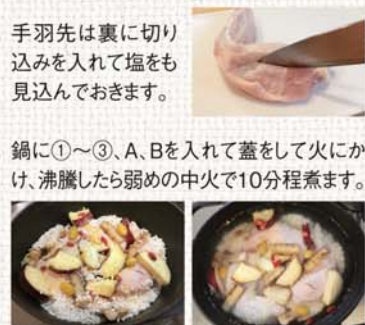 手羽先は裏に切り
込みを入れて塩をも
見込んでおきます。
鍋に①〜③、A、Bを入れて蓋をして火にか
け、沸騰したら弱めの中火で10分程煮ます。